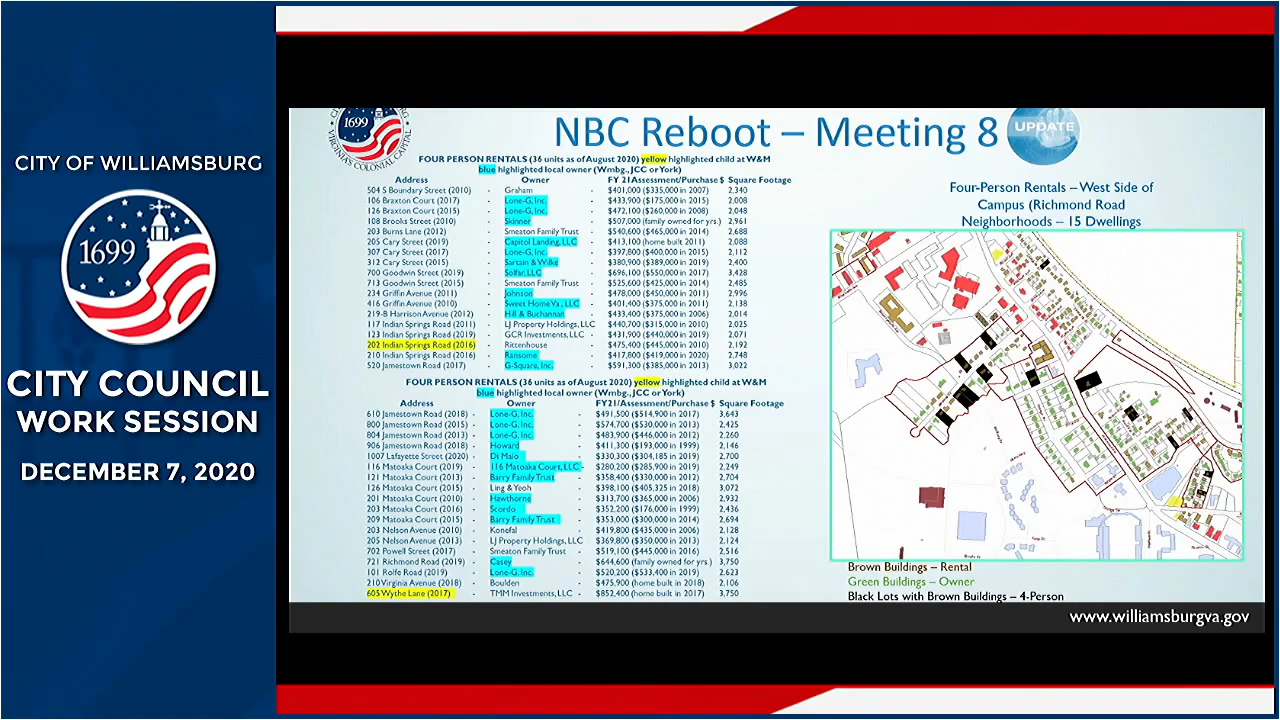 CITY OF WILLIAMSBURG
1699
CITY COUNCIL
WORK SESSION
DECEMBER 7, 2020
1699
VIRGINIA'S COLONIAL CAPITAL
NBC Reboot – Meeting 8
UPDATE
FOUR PERSON RENTALS (36 units as of August 2020) yellow highlighted child at W&M
blue highlighted local owner (Wmbg., JCC or York)
Address Owner FY 21 Assessment/Purchase $ Square Footage
504 S Boundary Street (2010) - Graham - $401,000 ($335,000 in 2007) 2,340
106 Braxton Court (2017) - Lone-G, Inc. - $433,900 ($175,000 in 2015) 2,008
126 Braxton Court (2015) - Lone-G, Inc. - $472,100 ($260,000 in 2008) 2,048
108 Brooks Street (2010) - Skinner - $507,000 (family owned for yrs.) 2,961
203 Burns Lane (2012) - Smeaton Family Trust - $540,600 ($465,000 in 2014) 2,688
205 Cary Street (2019) - Capitol Landing, LLC - $413,100 (home built 2011) 2,088
307 Cary Street (2017) - Lone-G, Inc. - $397,800 ($400,000 in 2015) 2,112
312 Cary Street (2015) - Sartain & Wilke - $380,900 ($389,000 in 2019) 2,400
700 Goodwin Street (2019) - Solfar, LLC - $696,100 ($550,000 in 2017) 3,428
713 Goodwin Street (2015) - Smeaton Family Trust - $525,600 ($425,000 in 2014) 2,485
234 Griffin Avenue (2011) - Johnson - $478,000 ($450,000 in 2011) 2,996
416 Griffin Avenue (2010) - Sweet Home Va., LLC - $401,400 ($375,000 in 2011) 2,138
219-B Harrison Avenue (2012) - Hill & Buchannan - $433,400 ($375,000 in 2006) 2,014
117 Indian Springs Road (2011) - LJ Property Holdings, LLC - $440,700 ($315,000 in 2010) 2,025
123 Indian Springs Road (2019) - GCR Investments, LLC - $431,900 ($440,000 in 2019) 2,071
202 Indian Springs Road (2016) - Rittenhouse - $475,400 ($445,000 in 2010) 2,192
210 Indian Springs Road (2016) - Ransome - $417,800 ($419,000 in 2020) 2,748
520 Jamestown Road (2017) - G-Square, Inc. - $591,300 ($385,000 in 2013) 3,022
FOUR PERSON RENTALS (36 units as of August 2020) yellow highlighted child at W&M
blue highlighted local owner (Wmbg., JCC or York)
Address Owner FY21/Assessment/Purchase $ Square Footage
610 Jamestown Road (2018) - Lone-G, Inc. - $491,500 ($514,900 in 2017) 3,643
800 Jamestown Road (2015) - Lone-G, Inc. - $574,700 ($530,000 in 2013) 2,425
804 Jamestown Road (2013) - Lone-G, Inc. - $483,900 ($446,000 in 2012) 2,260
906 Jamestown Road (2018) - Howard - $411,300 ($193,000 in 1999) 2,146
1007 Lafayette Street (2020) - Di Maio - $330,300 ($304,185 in 2019) 2,700
116 Matoaka Court (2019) - 116 Matoaka Court, LLC - $280,200 ($285,900 in 2019) 2,249
121 Matoaka Court (2013) - Barry Family Trust - $358,400 ($330,000 in 2012) 2,704
126 Matoaka Court (2015) - Ling & Yeoh - $398,100 ($405,325 in 2018) 3,072
201 Matoaka Court (2010) - Hawthorne - $313,700 ($365,000 in 2006) 2,932
203 Matoaka Court (2016) - Scordo - $352,200 ($176,000 in 1999) 2,436
209 Matoaka Court (2015) - Barry Family Trust - $353,000 ($300,000 in 2014) 2,694
203 Nelson Avenue (2010) - Konefal - $419,800 ($435,000 in 2006) 2,128
205 Nelson Avenue (2013) - LJ Property Holdings, LLC - $369,800 ($350,000 in 2013) 2,124
702 Powell Street (2017) - Smeaton Family Trust - $519,100 ($445,000 in 2016) 2,516
721 Richmond Road (2019) - Casey - $644,600 (family owned for yrs.) 3,750
101 Rolfe Road (2019) - Lone-G, Inc. - $520,200 ($533,400 in 2019) 2,623
210 Virginia Avenue (2018) - Boulden - $475,900 (home built in 2018) 2,106
605 Wythe Lane (2017) - TMM Investments, LLC - $852,400 (home built in 2017) 3,750
Four-Person Rentals – West Side of
Campus (Richmond Road
Neighborhoods – 15 Dwellings
Brown Buildings – Rental
Green Buildings – Owner
Black Lots with Brown Buildings – 4-Person
www.williamsburgva.gov